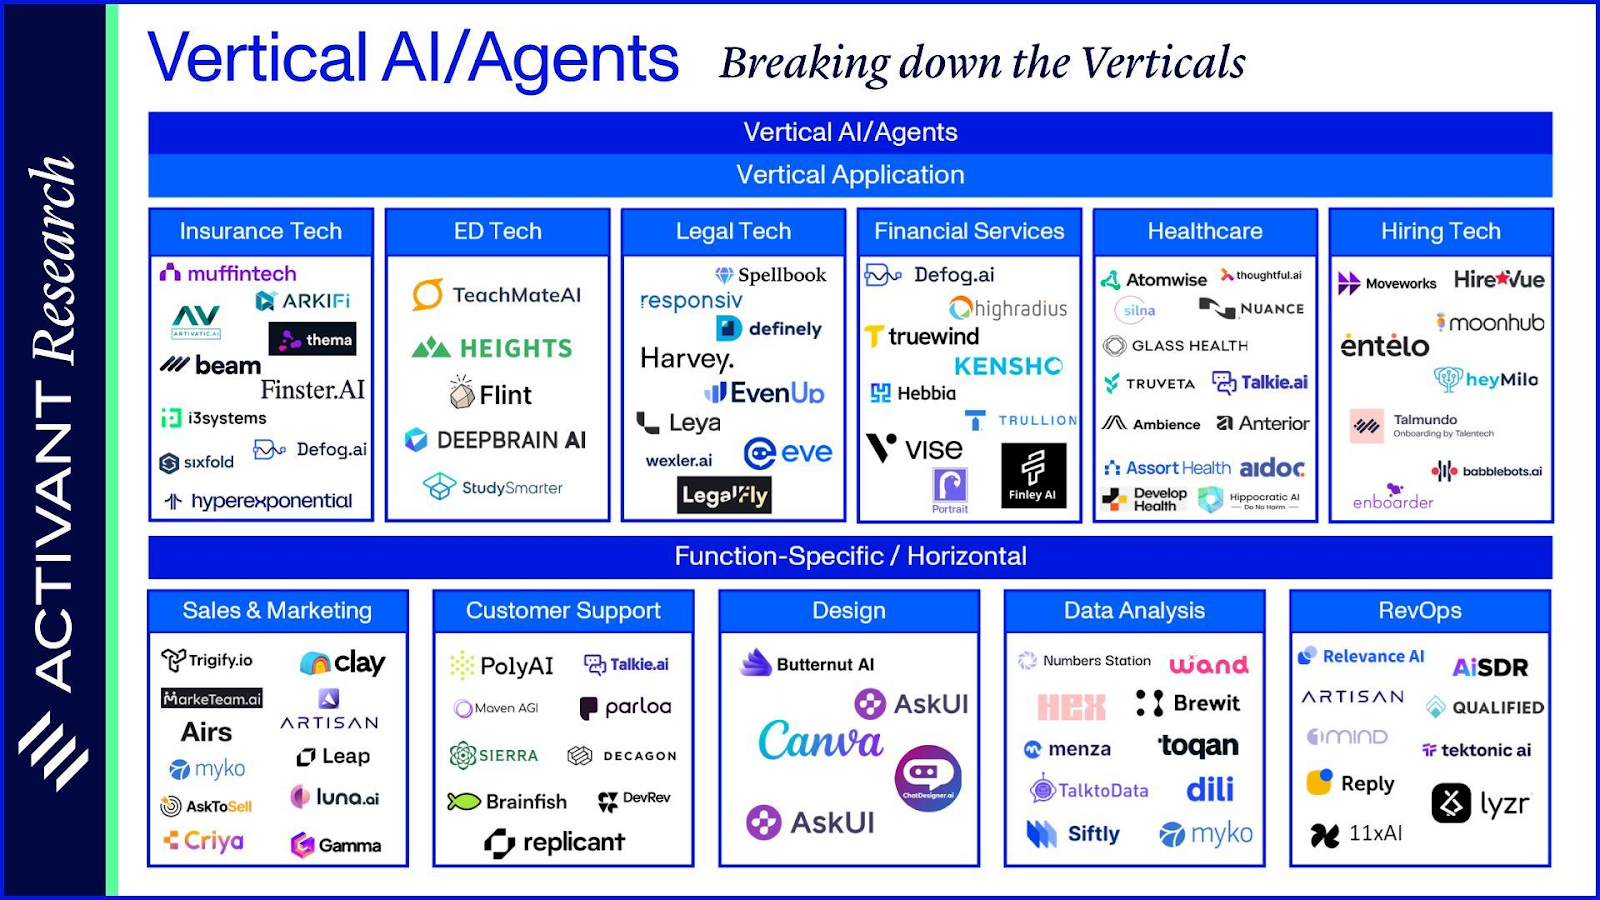 ACTIVANT Research
Vertical AI/Agents Breaking down the Verticals
Vertical AI/Agents
Vertical Application
Insurance Tech
muffintech
ARKIFi
AV
ARTIVATIC.AI
thema
beam
Finster.AI
i3systems
sixfold
Defog.ai
hyperexponential
ED Tech
TeachMateAI
HEIGHTS
Flint
DEEPBRAIN AI
StudySmarter
Legal Tech
Spellbook
responsiv
definely
Harvey.
EvenUp
Leya
wexler.ai
eve
LegalFly
Financial Services
Defog.ai
highradius
truewind
KENSHO
Hebbia
TRULLION
vise
Portrait
Finley AI
Healthcare
Atomwise
thoughtful.ai
silna
NUANCE
GLASS HEALTH
TRUVETA
Talkie.ai
Ambience
Anterior
Assort Health
aidoc
Develop
Health
Hippocratic AI
Do No Harm
Hiring Tech
Moveworks
HireVue
moonhub
entelo
heyMilo
Talmundo
Onboarding by Talentech
babblebots.ai
enboarder
Function-Specific / Horizontal
Sales & Marketing
Trigify.io
clay
MarkeTeam.ai
ARTISAN
Airs
Leap
myko
luna.ai
AskToSell
Criya
Gamma
Customer Support
PolyAI
Talkie.ai
Maven AGI
parloa
SIERRA
DECAGON
Brainfish
DevRev
replicant
Design
Butternut AI
AskUI
Canva
ChatDesigner.ai
AskUI
Data Analysis
Numbers Station
wand
HEX
Brewit
menza
toqan
TalktoData
dili
Siftly
myko
RevOps
Relevance AI
AiSDR
ARTISAN
QUALIFIED
1MIND
tektonic ai
Reply
lyzr
11xAI